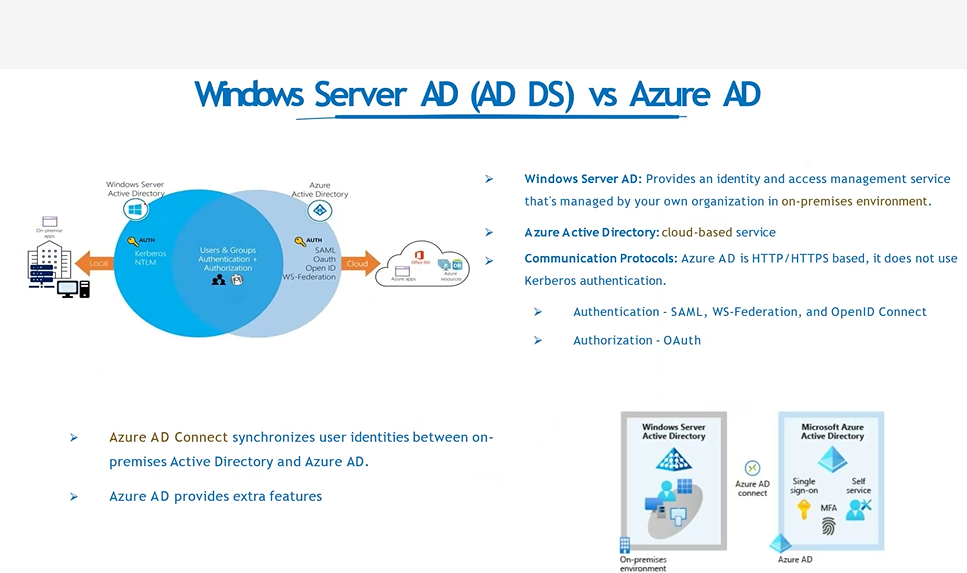 Windows Server AD (AD DS) vs Azure AD
Windows Server
Active Directory
Azure
Active Directory
On-premise
apps
AUTH
Kerberos
NTLM
Users & Groups
Authentication +
Authorization
AUTH
SAML
Oauth
Open ID
WS-Federation
Local
Cloud
Office 365
Azure apps
Azure
resources
Windows Server AD: Provides an identity and access management service
that's managed by your own organization in on-premises environment.
Azure Active Directory: cloud-based service
Communication Protocols: Azure AD is HTTP/HTTPS based, it does not use
Kerberos authentication.
Authentication - SAML, WS-Federation, and OpenID Connect
Authorization - OAuth
Azure AD Connect synchronizes user identities between on-
premises Active Directory and Azure AD.
Azure AD provides extra features
Windows Server
Active Directory
On-premises
environment
Azure AD
connect
Microsoft Azure
Active Directory
Single
sign-on
Self
service
MFA
Azure AD